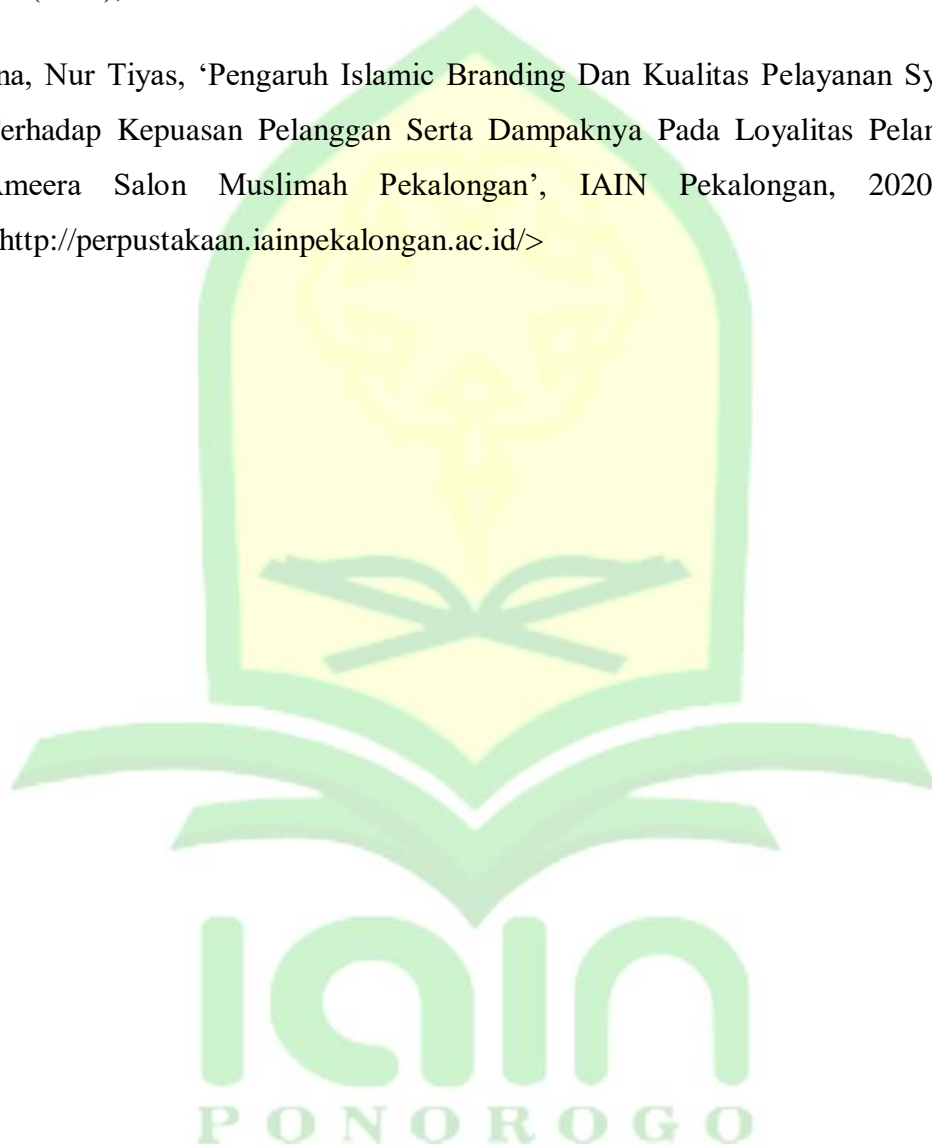 na, Nur Tiyas, ‘Pengaruh Islamic Branding Dan Kualitas Pelayanan Sy
erhadap Kepuasan Pelanggan Serta Dampaknya Pada Loyalitas Pelan
Ameera Salon Muslimah Pekalongan’, IAIN Pekalongan, 2020
http://perpustakaan.iainpekalongan.ac.id/>
iain
PONOROGO